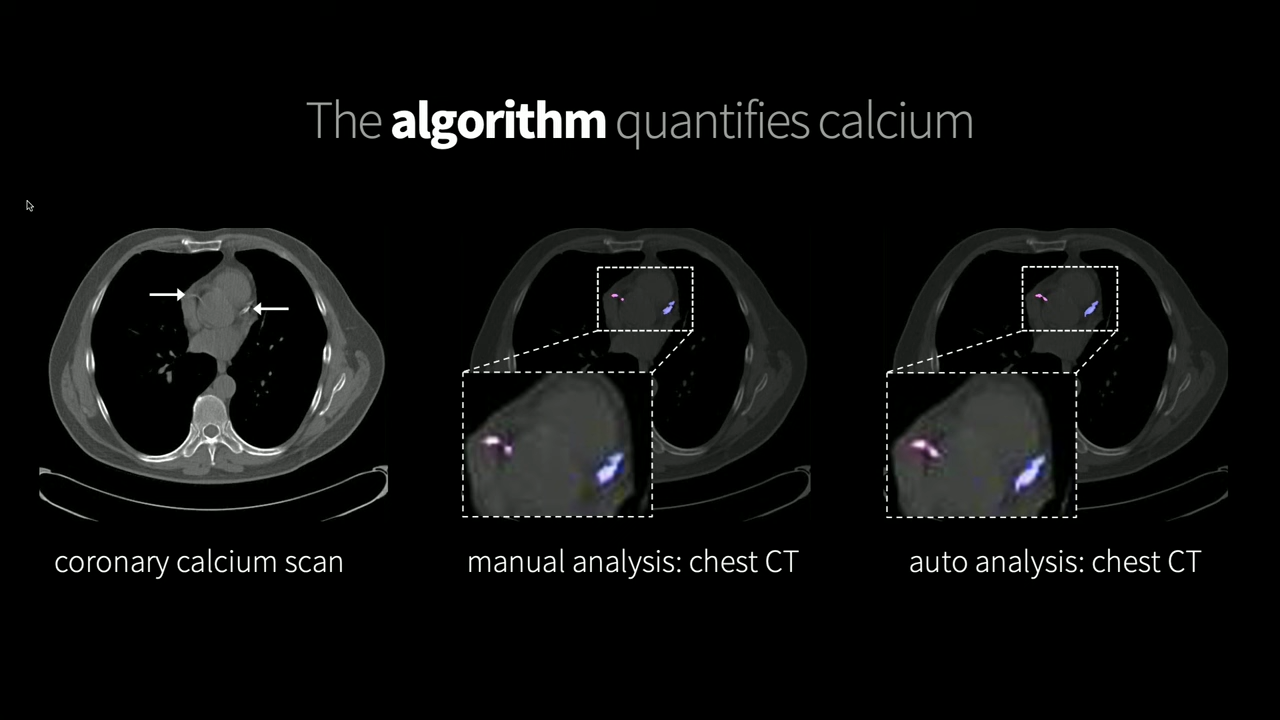 The algorithm quantifies calcium
coronary calcium scan
manual analysis: chest CT
auto analysis: chest CT